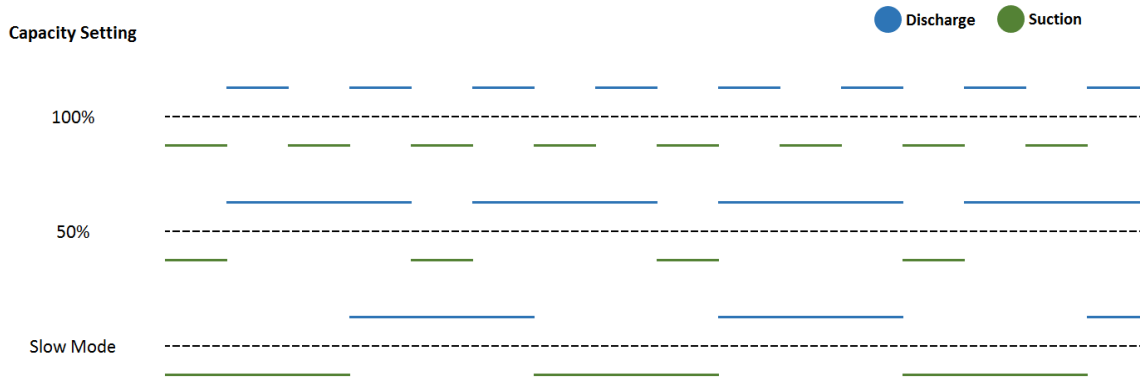 Discharge
Suction
Capacity Setting
100%
50%
Slow Mode